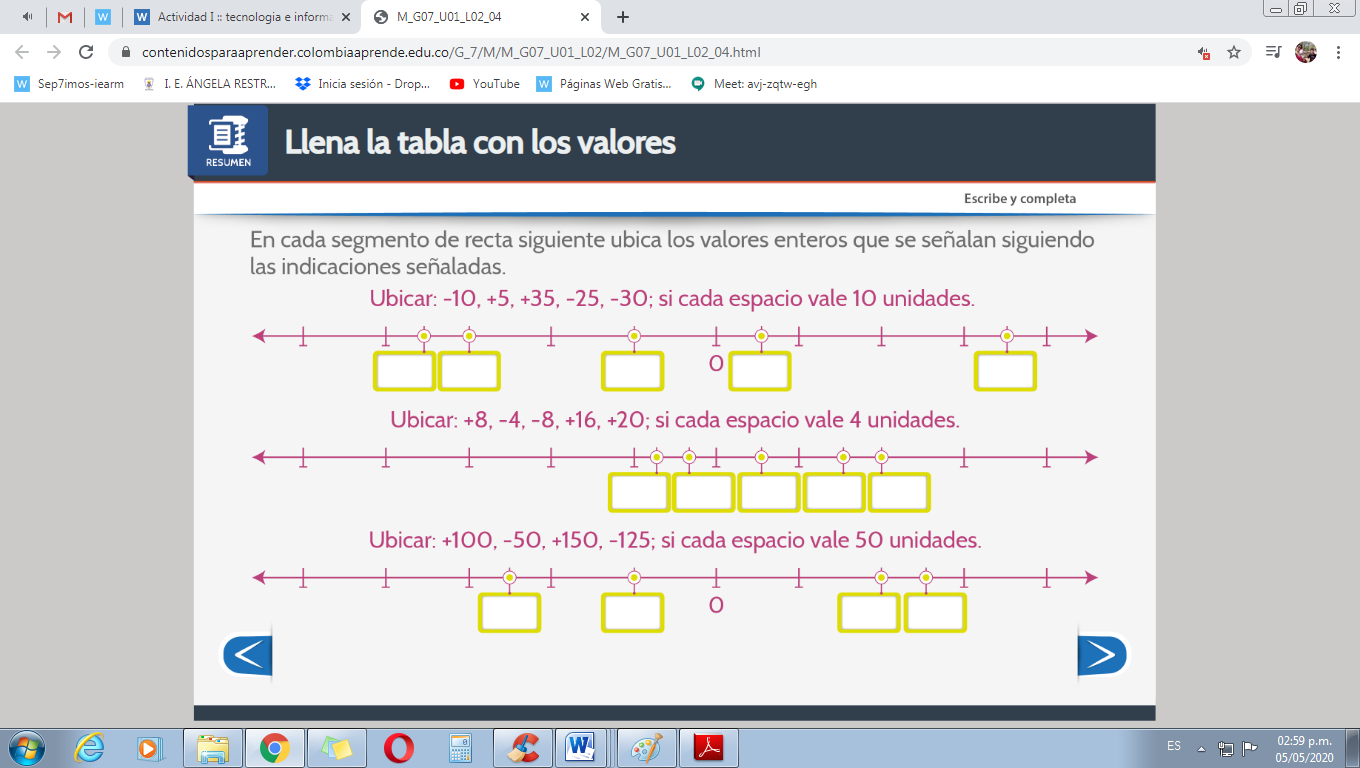 Actividad I :: tecnologia e informa
M_G07_U01_L02_04
contenidosparaaprender.colombiaaprende.edu.co/G_7/M/M_G07_U01_L02/M_G07_U01_L02_04.html
Sep7imos-iearm
I. E. ÁNGELA RESTR...
Inicia sesión - Drop...
YouTube
Páginas Web Gratis...
Meet: avj-zqtw-egh
RESUMEN
Llena la tabla con los valores
Escribe y completa
En cada segmento de recta siguiente ubica los valores enteros que se señalan siguiendo
las indicaciones señaladas.
Ubicar: -10, +5, +35, -25, -30; si cada espacio vale 10 unidades.
0
Ubicar: +8, -4, -8, +16, +20; si cada espacio vale 4 unidades.
Ubicar: +100, -50, +150, -125; si cada espacio vale 50 unidades.
0
ES
02:59 p.m.
05/05/2020